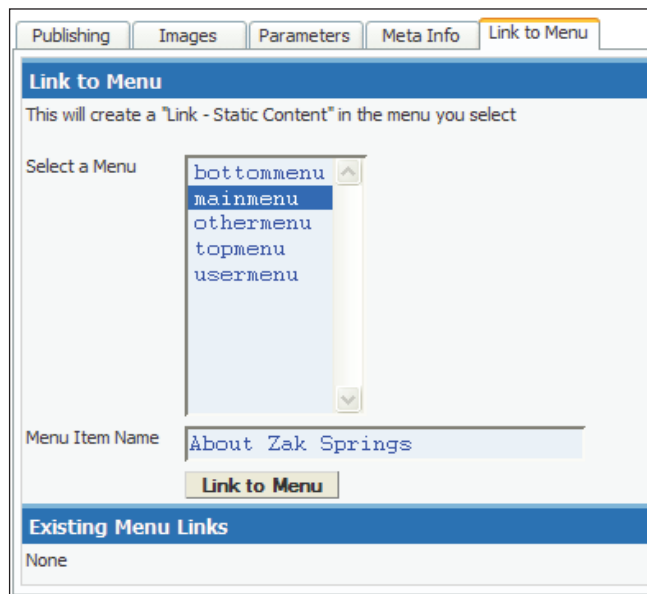 Publishing Images Parameters Meta Info Link to Menu
Link to Menu
This will create a "Link - Static Content" in the menu you select
Select a Menu
bottommenu
mainmenu
othermenu
topmenu
usermenu
Menu Item Name About Zak Springs
Link to Menu
Existing Menu Links
None